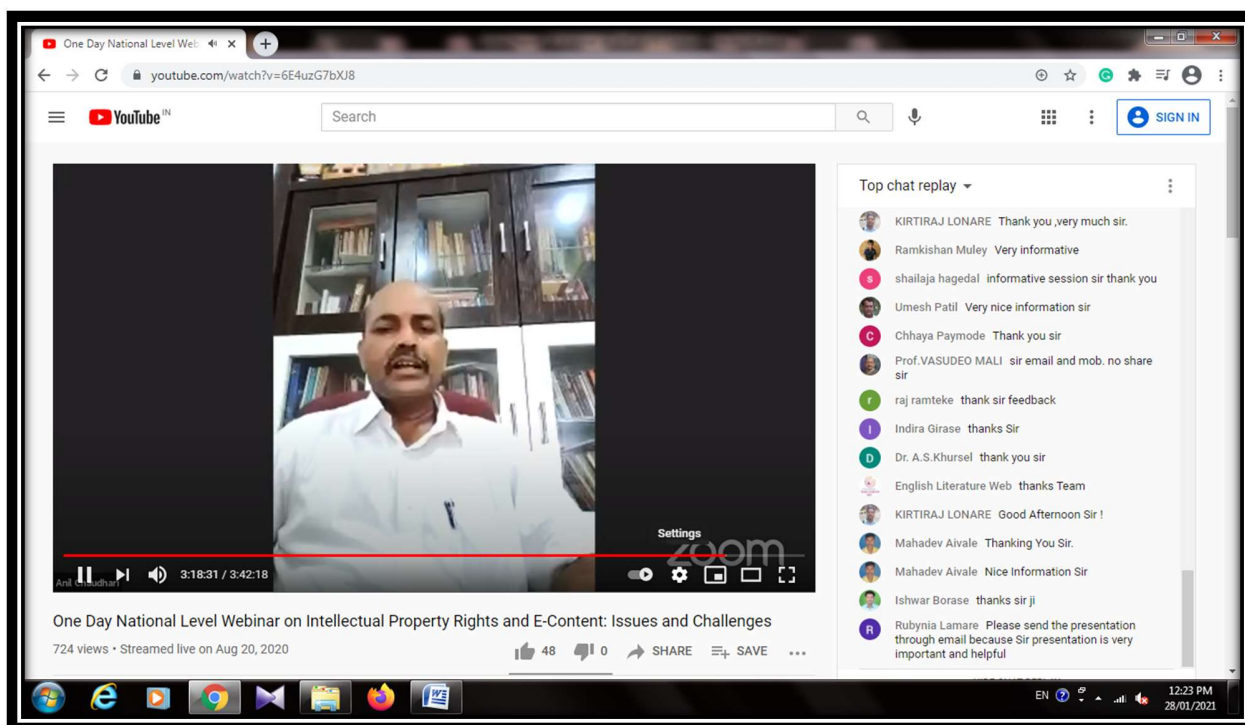 One Day National Level Web
youtube.com/watch?v=6E4uzG7bXJ8
YouTube IN
Search
SIGN IN
Top chat replay
KIRTIRAJ LONARE Thank you ,very much sir.
Ramkishan Muley Very informative
s shailaja hagedal informative session sir thank you
Umesh Patil Very nice information sir
C Chhaya Paymode Thank you sir
Prof.VASUDEO MALI sir email and mob. no share
sir
r raj ramteke thank sir feedback
I Indira Girase thanks Sir
D Dr. A.S.Khursel thank you sir
English Literature Web thanks Team
KIRTIRAJ LONARE Good Afternoon Sir !
Mahadev Aivale Thanking You Sir.
Mahadev Aivale Nice Information Sir
Ishwar Borase thanks sir ji
R Rubynia Lamare Please send the presentation
through email because Sir presentation is very
important and helpful
Settings
zoom
Anil Chaudhari
3:18:31 / 3:42:18
One Day National Level Webinar on Intellectual Property Rights and E-Content: Issues and Challenges
724 views • Streamed live on Aug 20, 2020
48 0 SHARE SAVE
EN
12:23 PM
28/01/2021